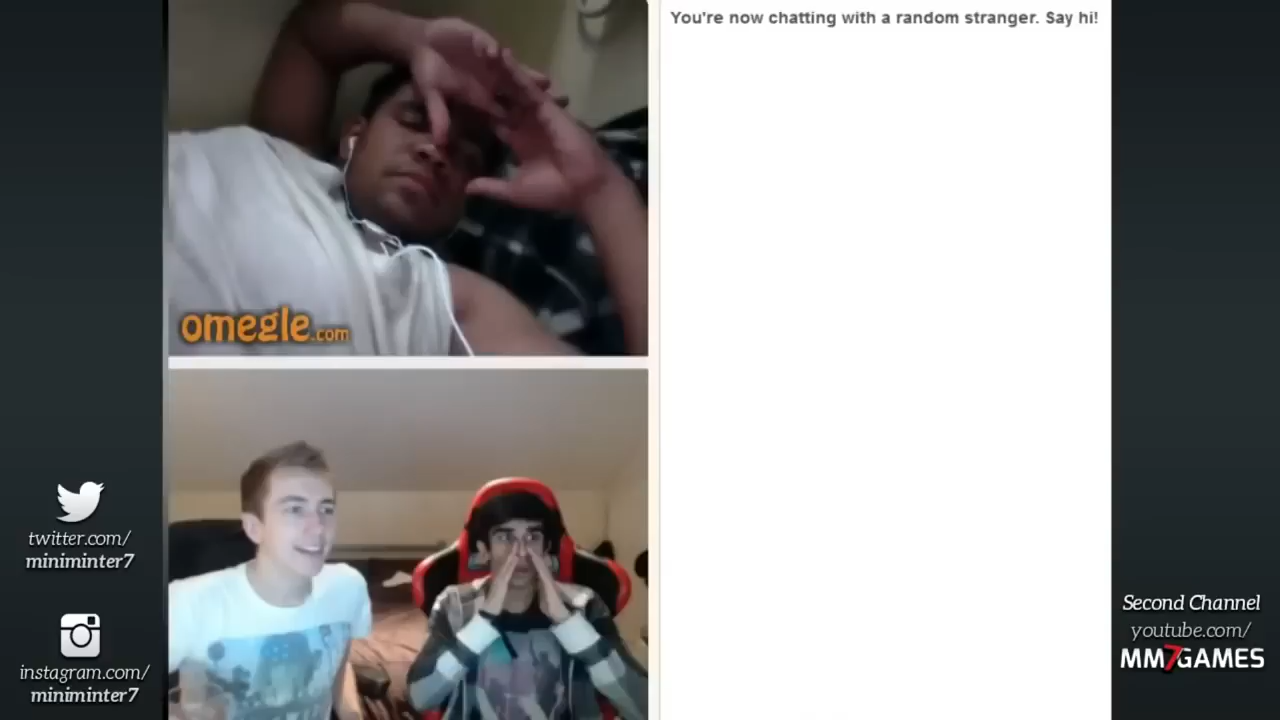 You're now chatting with a random stranger. Say hi!
omegle.com
twitter.com/
miniminter7
instagram.com/
miniminter7
Second Channel
youtube.com/
MM7GAMES